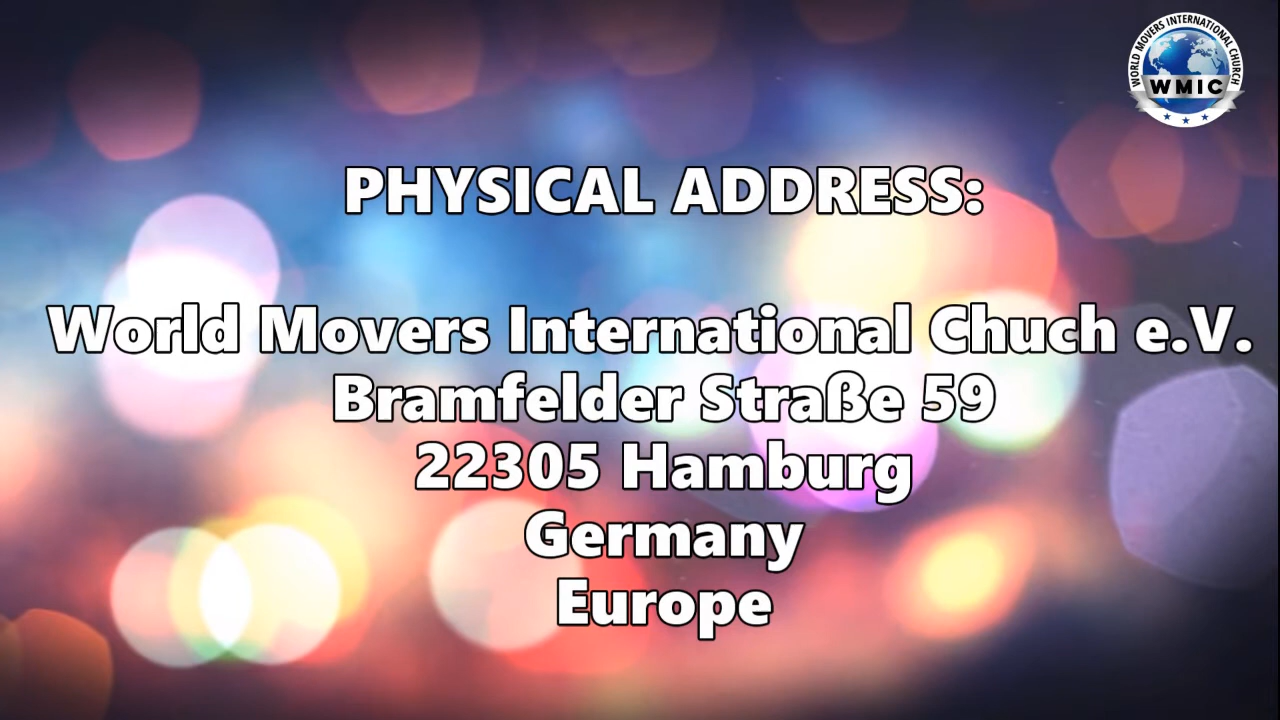 WORLD MOVERS INTERNATIONAL CHURCH
WMIC
PHYSICAL ADDRESS:
World Movers International Chuch e.V.
Bramfelder Straße 59
22305 Hamburg
Germany
Europe